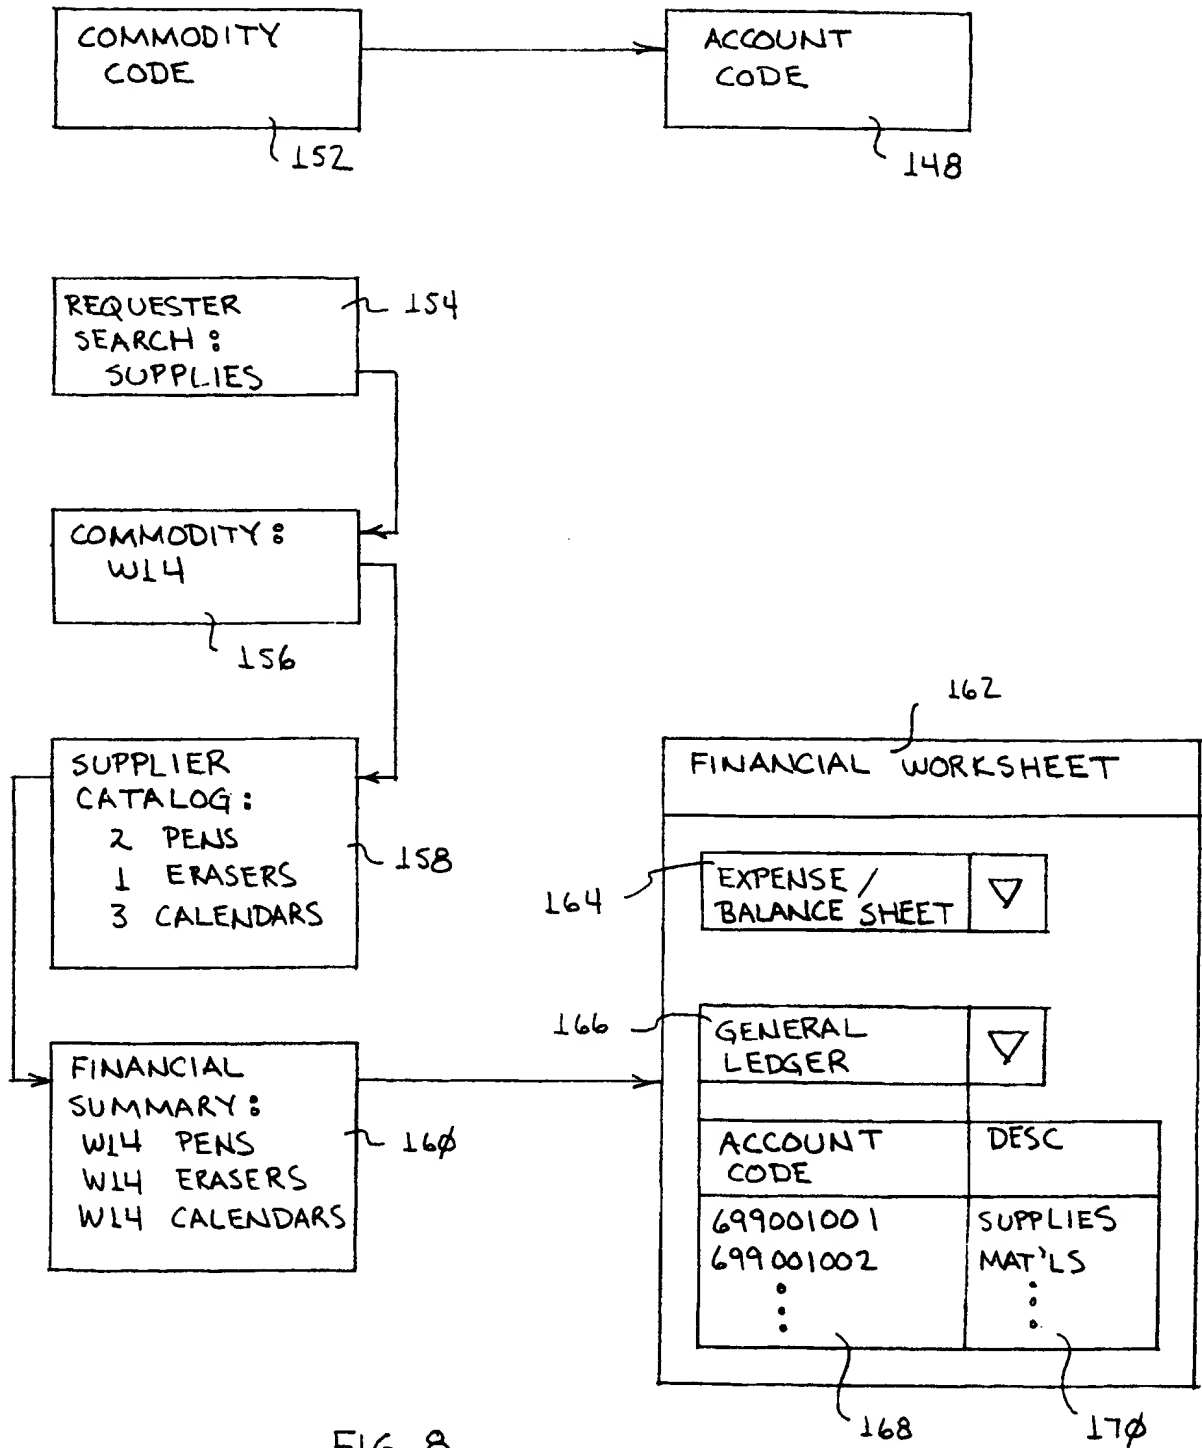 COMMODITY
CODE
152
ACCOUNT
CODE
148
REQUESTER
SEARCH:
SUPPLIES
154
COMMODITY:
W14
156
SUPPLIER
CATALOG:
2 PENS
1 ERASERS
3 CALENDARS
158
FINANCIAL
SUMMARY:
W14 PENS
W14 ERASERS
W14 CALENDARS
16Ø
162
FINANCIAL WORKSHEET
164
EXPENSE/
BALANCE SHEET
166
GENERAL
LEDGER
ACCOUNT
CODE
DESC
699001001 SUPPLIES
699001002 MAT'LS
168
17Ø
FIG. 8